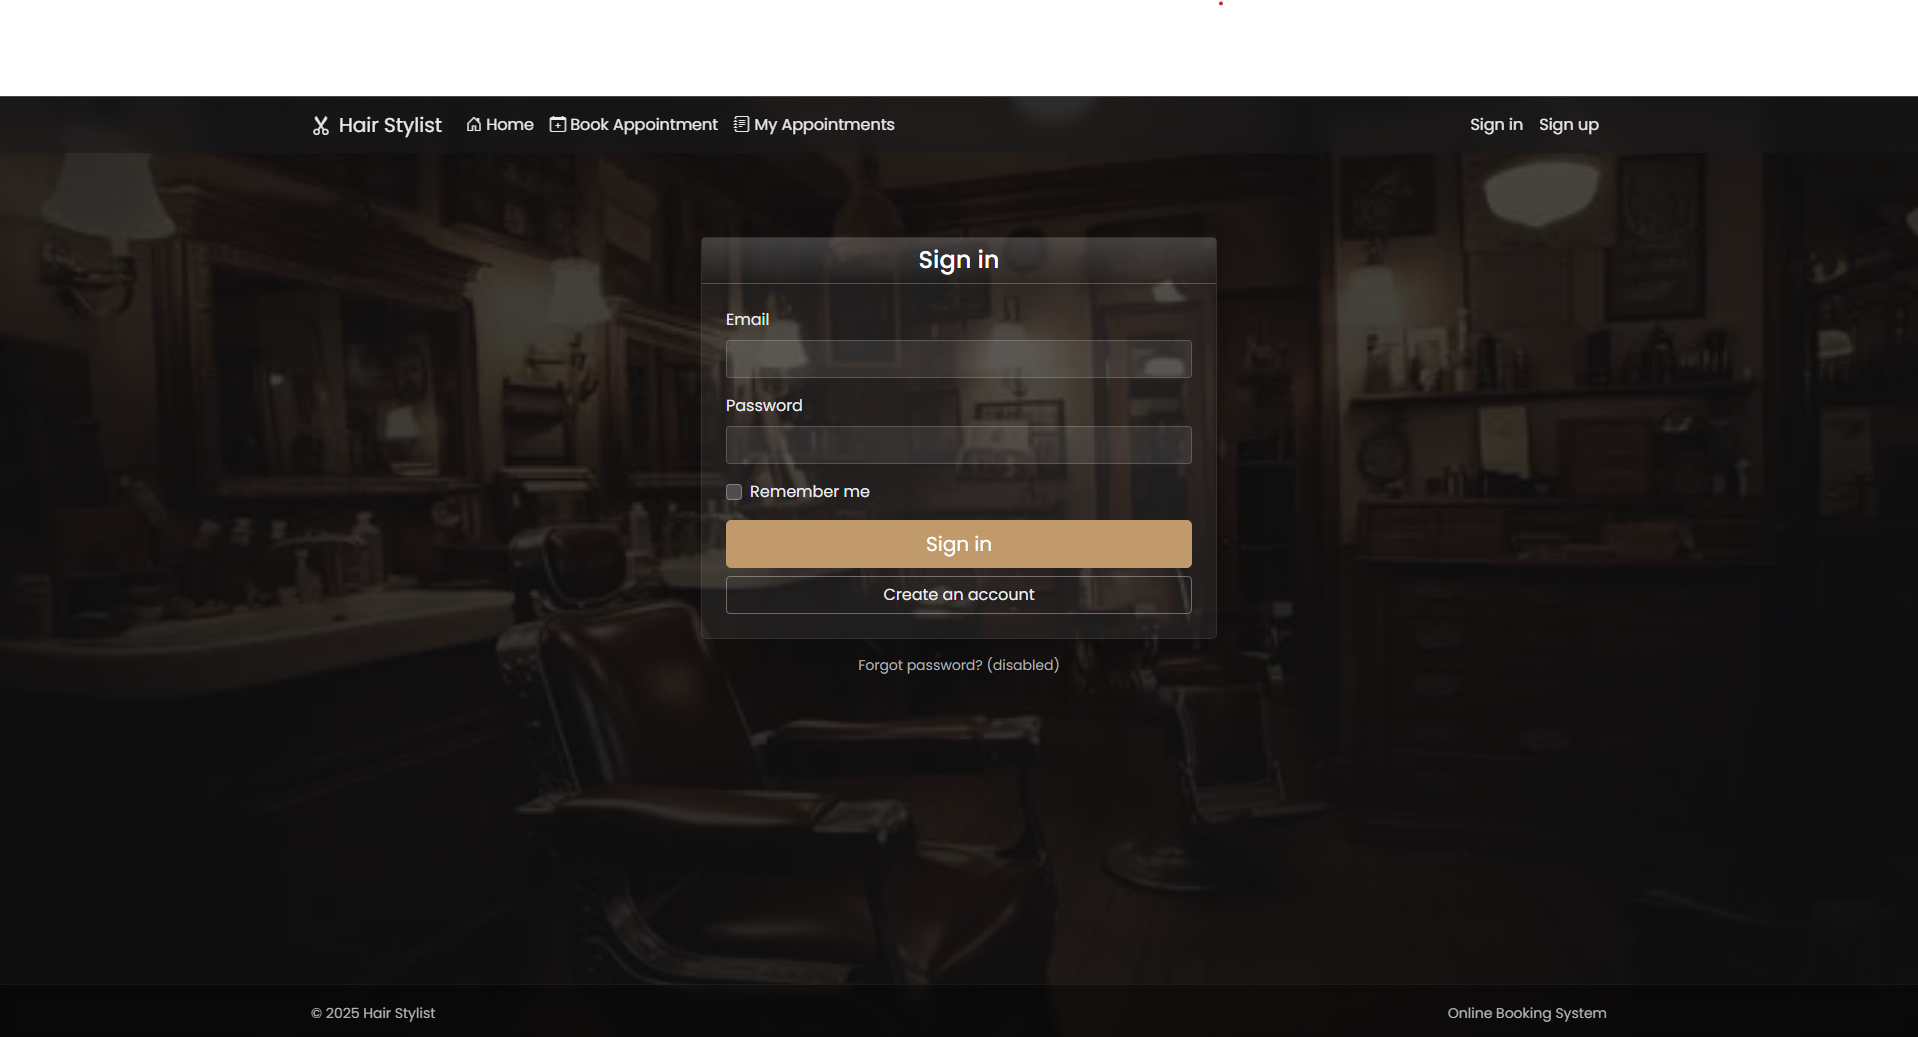 Hair Stylist Home Book Appointment My Appointments Sign in Sign up
Sign in
Email
Password
Remember me
Sign in
Create an account
Forgot password? (disabled)
© 2025 Hair Stylist Online Booking System